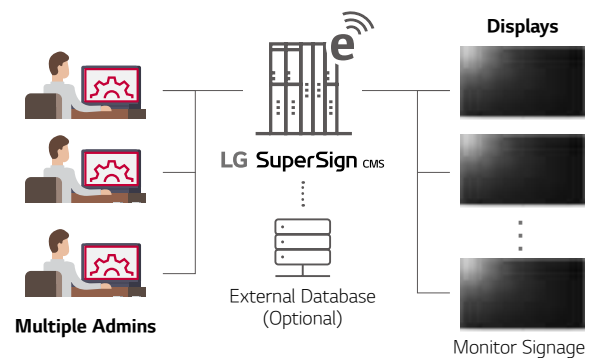 Displays
e
LG SuperSign CMS
External Database
(Optional)
Multiple Admins
Monitor Signage